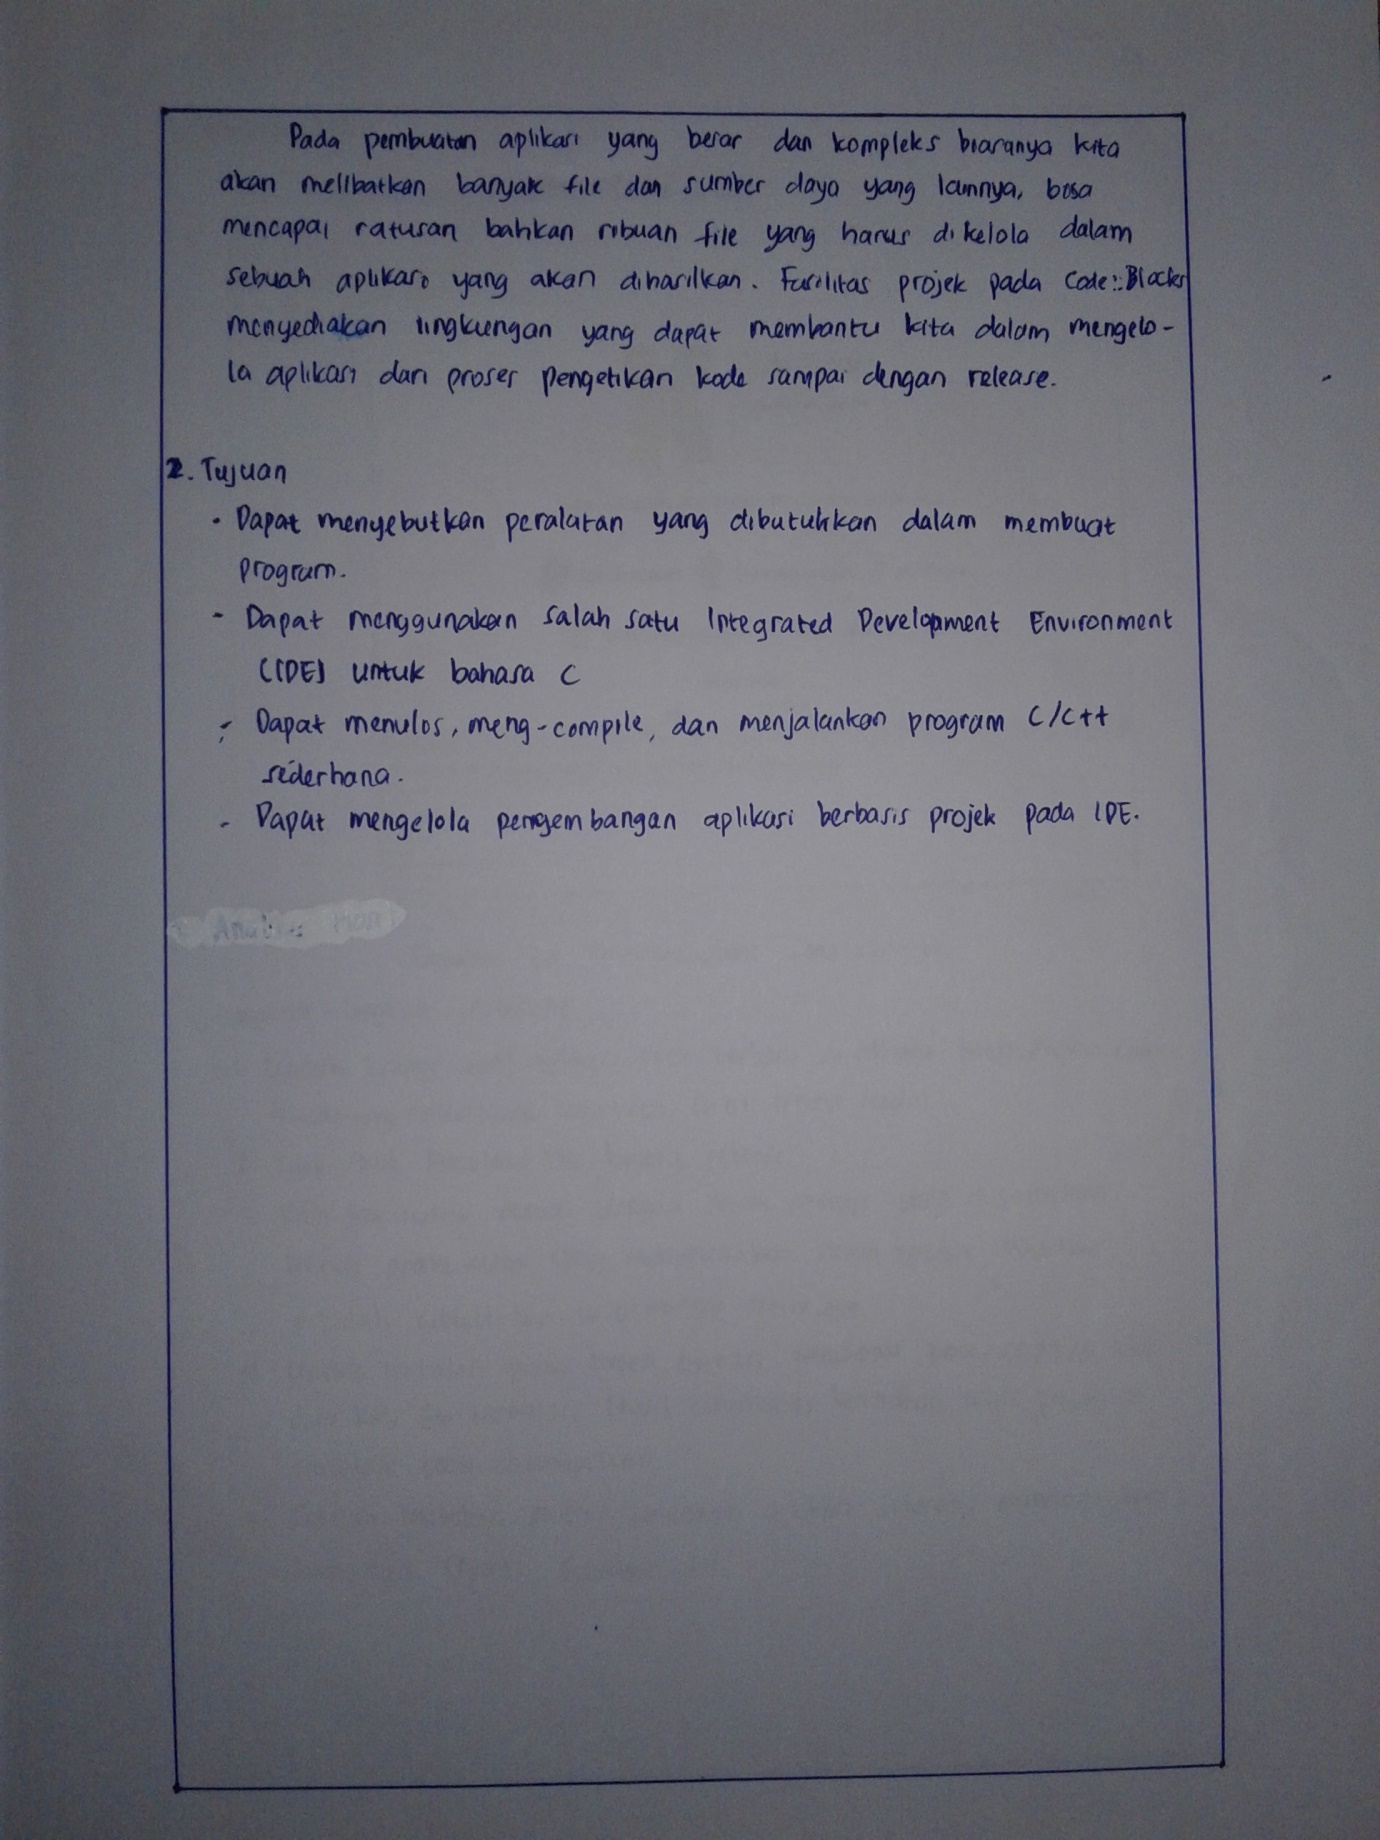 Pada pembuatan aplikasi yang besar dan kompleks biasanya kita
akan melibatkan banyak file dan sumber daya yang lainnya, bisa
mencapai ratusan bahkan ribuan file yang harus dikelola dalam
sebuah aplikasi yang akan dihasilkan. Fasilitas projek pada Code::Blocks
menyediakan lingkungan yang dapat membantu kita dalam mengelo-
la aplikasi dari proses pengetikan kode sampai dengan release.
2. Tujuan
- Dapat menyebutkan peralatan yang dibutuhkan dalam membuat
program.
- Dapat menggunakan salah satu Integrated Development Environment
(IDE) untuk bahasa C
- Dapat menulis, meng-compile, dan menjalankan program C/C++
sederhana.
- Dapat mengelola pengembangan aplikasi berbasis projek pada IDE.